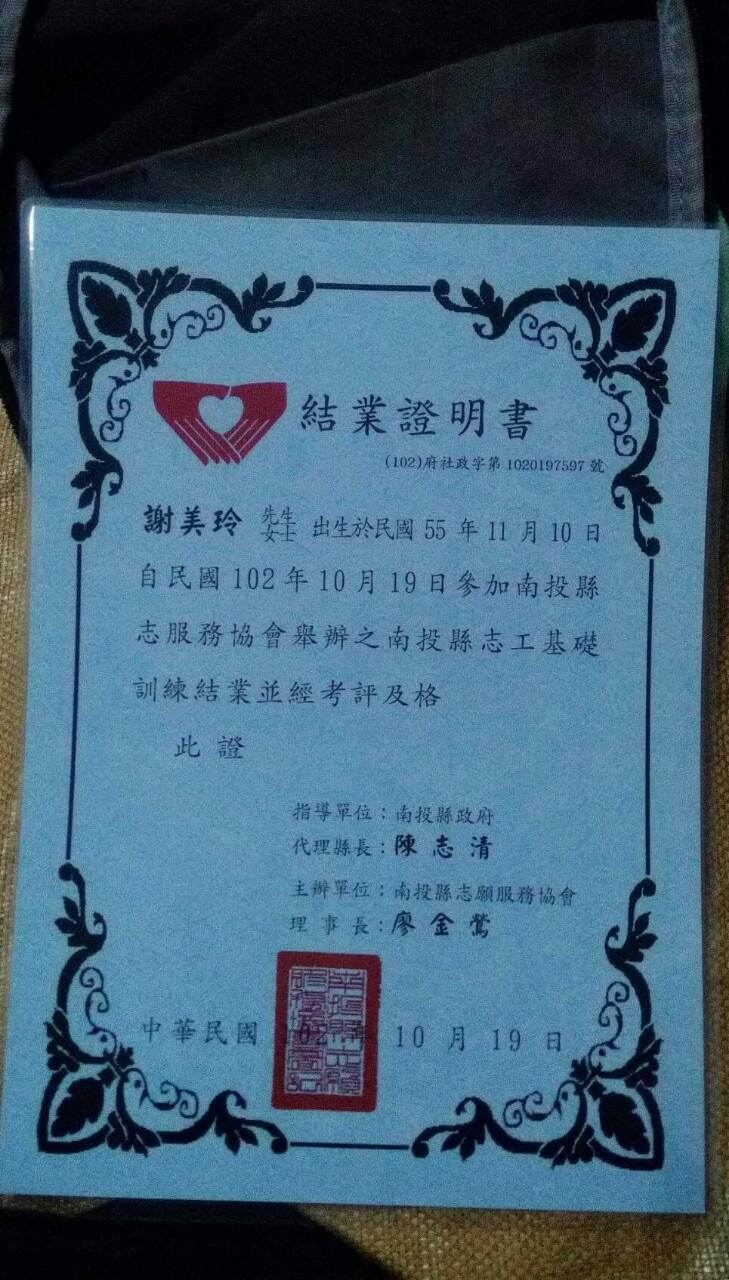 結業證明書
(102)府社政字第 1020197597 號
謝美玲 先生 女士 出生於民國 55 年 11 月 10 日
自民國 102 年 10 月 19 日參加南投縣
志服務協會舉辦之南投縣志工基礎
訓練結業並經考評及格
此 證
指導單位：南投縣政府
代理縣長：陳 志 清
主辦單位：南投縣志願服務協會
理 事 長：廖 金 鶯
中 華 民 國 102 年 10 月 19 日